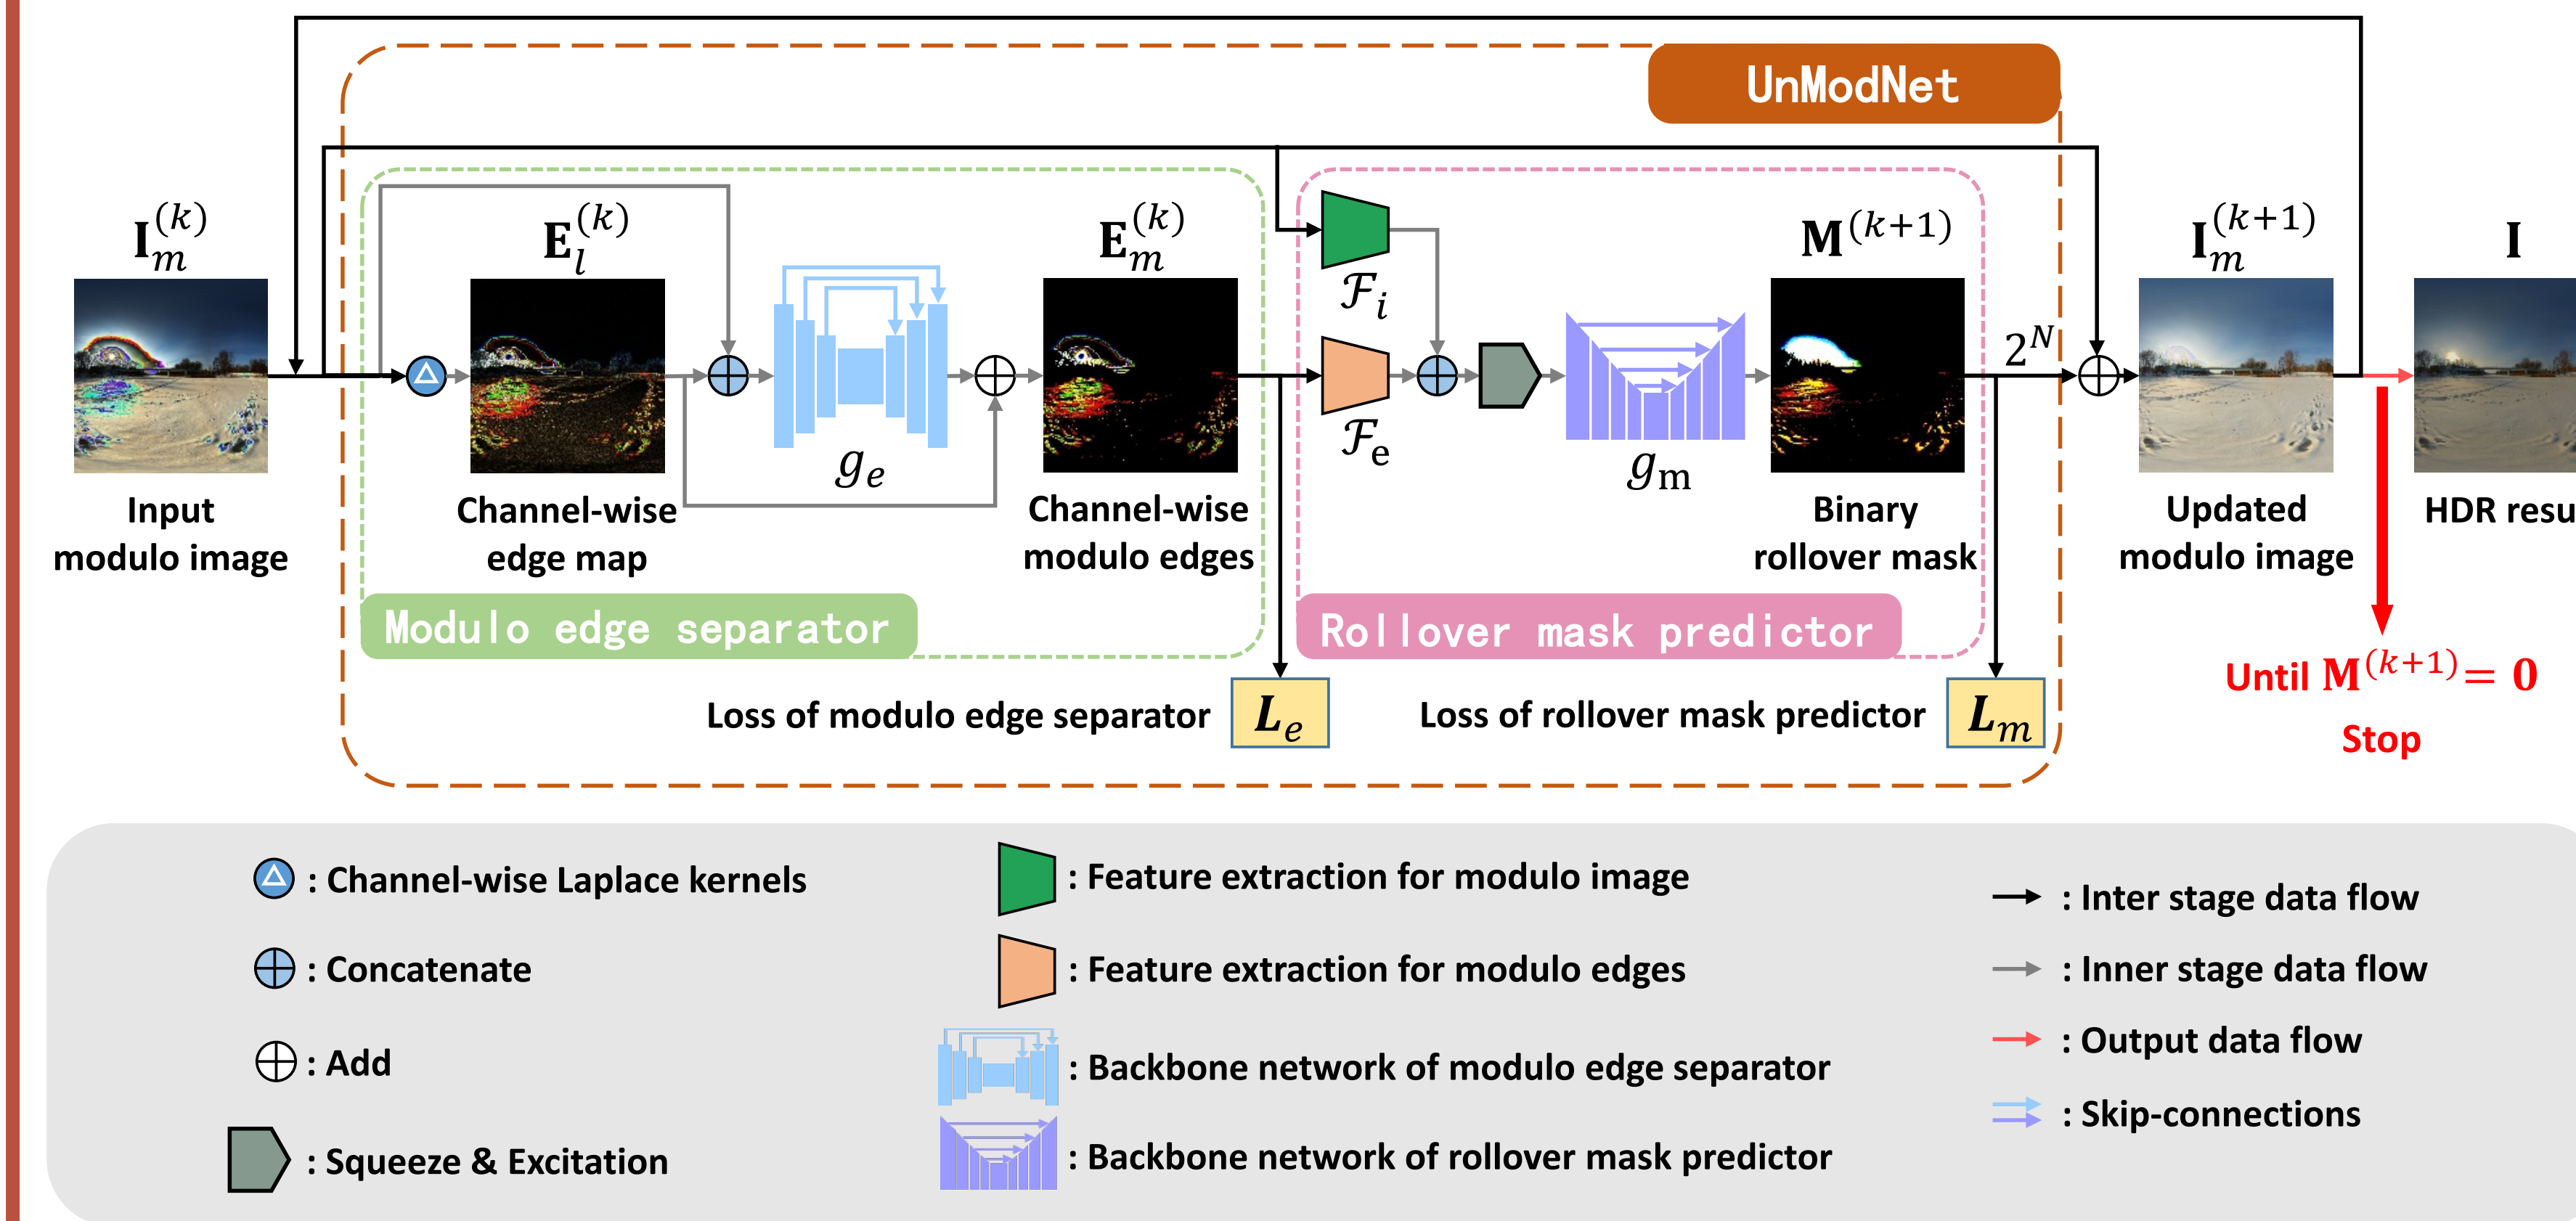 UnModNet
I_m^{(k)}
E_l^{(k)}
E_m^{(k)}
M^{(k+1)}
I_m^{(k+1)}
I
ℱ_i
2^N
ℱ_e
g_e
g_m
Input
modulo image
Channel-wise
edge map
Channel-wise
modulo edges
Binary
rollover mask
Updated
modulo image
HDR resu
Modulo edge separator
Rollover mask predictor
Until M^{(k+1)} = 0
Stop
Loss of modulo edge separator
L_e
Loss of rollover mask predictor
L_m
: Channel-wise Laplace kernels
: Concatenate
: Add
: Squeeze & Excitation
: Feature extraction for modulo image
: Feature extraction for modulo edges
: Backbone network of modulo edge separator
: Backbone network of rollover mask predictor
: Inter stage data flow
: Inner stage data flow
: Output data flow
: Skip-connections